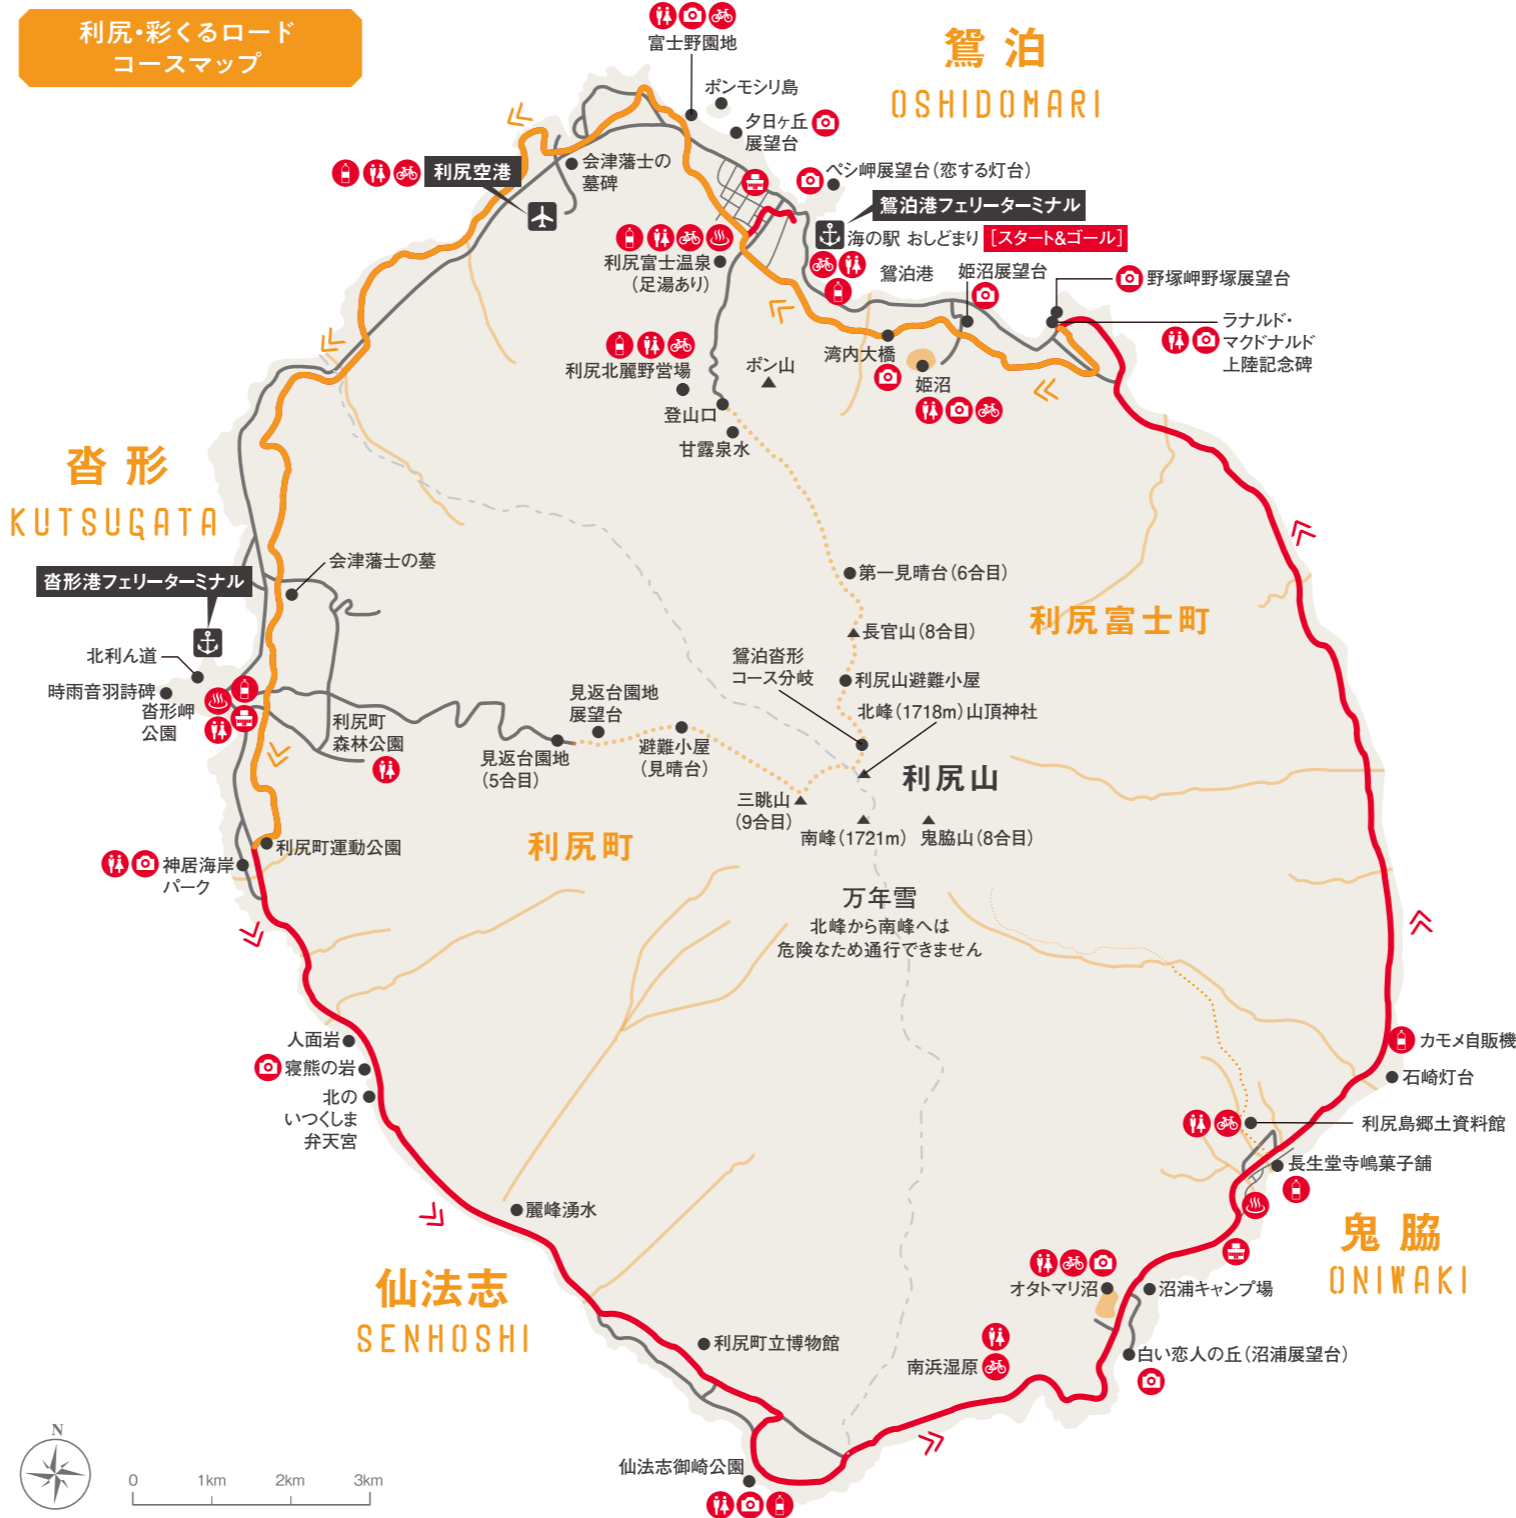 利尻・彩くるロード
コースマップ
富士野園地
鴛泊
OSHIDOMARI
ポンモシリ島
夕日ヶ丘
展望台
会津藩士の
墓碑
利尻空港
ペシ岬展望台(恋する灯台)
鴛泊港フェリーターミナル
海の駅 おしどまり
[スタート&ゴール]
利尻富士温泉
(足湯あり)
鴛泊港
姫沼展望台
野塚岬野塚展望台
ラナルド・
マクドナルド
上陸記念碑
湾内大橋
姫沼
利尻北麓野営場
ポン山
登山口
甘露泉水
沓形
KUTSUGATA
会津藩士の墓
沓形港フェリーターミナル
北利ん道
時雨音羽詩碑
沓形岬
公園
第一見晴台(6合目)
利尻富士町
長官山(8合目)
鴛泊沓形
コース分岐
利尻山避難小屋
北峰(1718m)山頂神社
利尻町
森林公園
見返台園地
展望台
見返台園地
(5合目)
避難小屋
(見晴台)
利尻山
三眺山
(9合目)
南峰(1721m)
鬼脇山(8合目)
利尻町
利尻町運動公園
神居海岸
パーク
万年雪
北峰から南峰へは
危険なため通行できません
人面岩
寝熊の岩
北の
いつくしま
弁天宮
カモメ自販機
石崎灯台
利尻島郷土資料館
長生堂寺嶋菓子舗
麗峰湧水
鬼脇
ONIWAKI
仙法志
SENHOSHI
オタトマリ沼
沼浦キャンプ場
利尻町立博物館
南浜湿原
白い恋人の丘(沼浦展望台)
仙法志御崎公園
N
0 1km 2km 3km